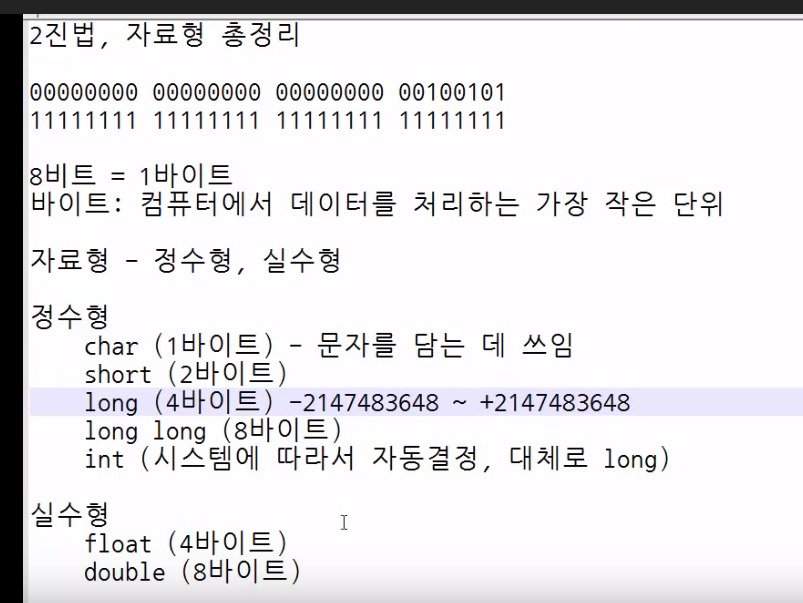 2진법, 자료형 총정리
00000000 00000000 00000000 00100101
11111111 11111111 11111111 11111111
8비트 = 1바이트
바이트: 컴퓨터에서 데이터를 처리하는 가장 작은 단위
자료형 - 정수형, 실수형
정수형
char (1바이트) - 문자를 담는 데 쓰임
short (2바이트)
long (4바이트) -2147483648 ~ +2147483648
long long (8바이트)
int (시스템에 따라서 자동결정, 대체로 long)
실수형
float (4바이트)
double (8바이트)